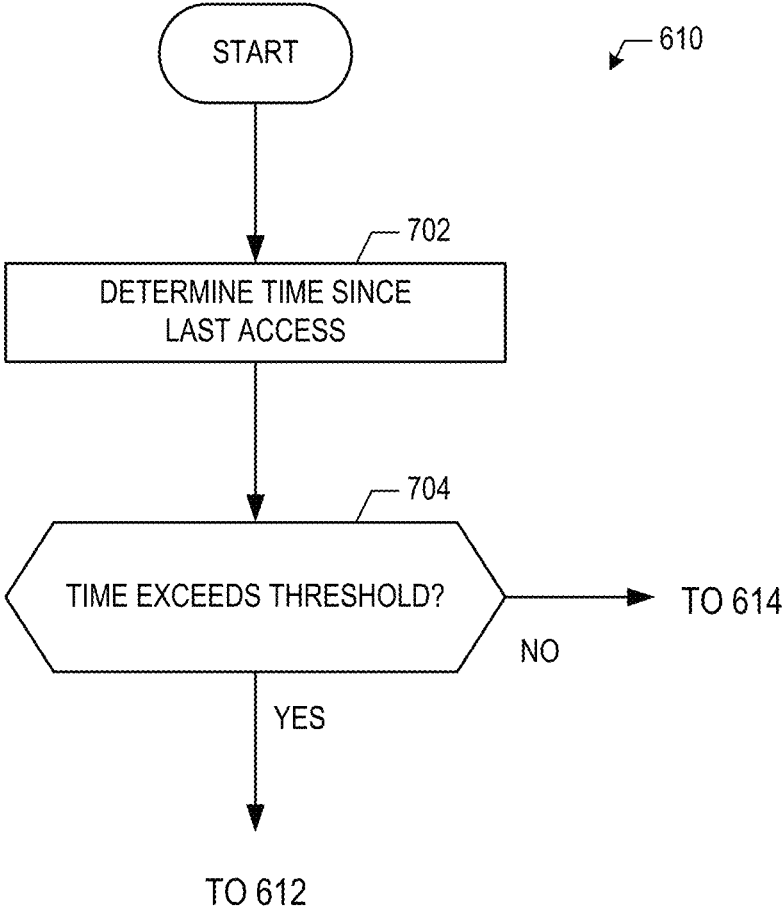 START
610
702
DETERMINE TIME SINCE
LAST ACCESS
704
TIME EXCEEDS THRESHOLD?
TO 614
NO
YES
TO 612